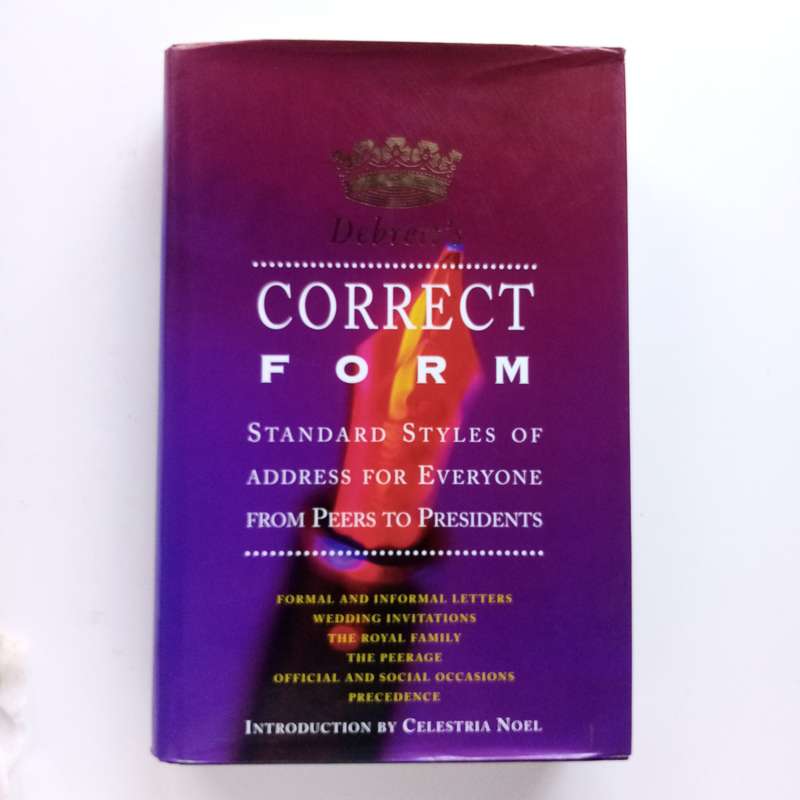 Debrett's
CORRECT
FORM
STANDARD STYLES OF
ADDRESS FOR EVERYONE
FROM PEERS TO PRESIDENTS
FORMAL AND INFORMAL LETTERS
WEDDING INVITATIONS
THE ROYAL FAMILY
THE PEERAGE
OFFICIAL AND SOCIAL OCCASIONS
PRECEDENCE
INTRODUCTION BY CELESTRIA NOEL